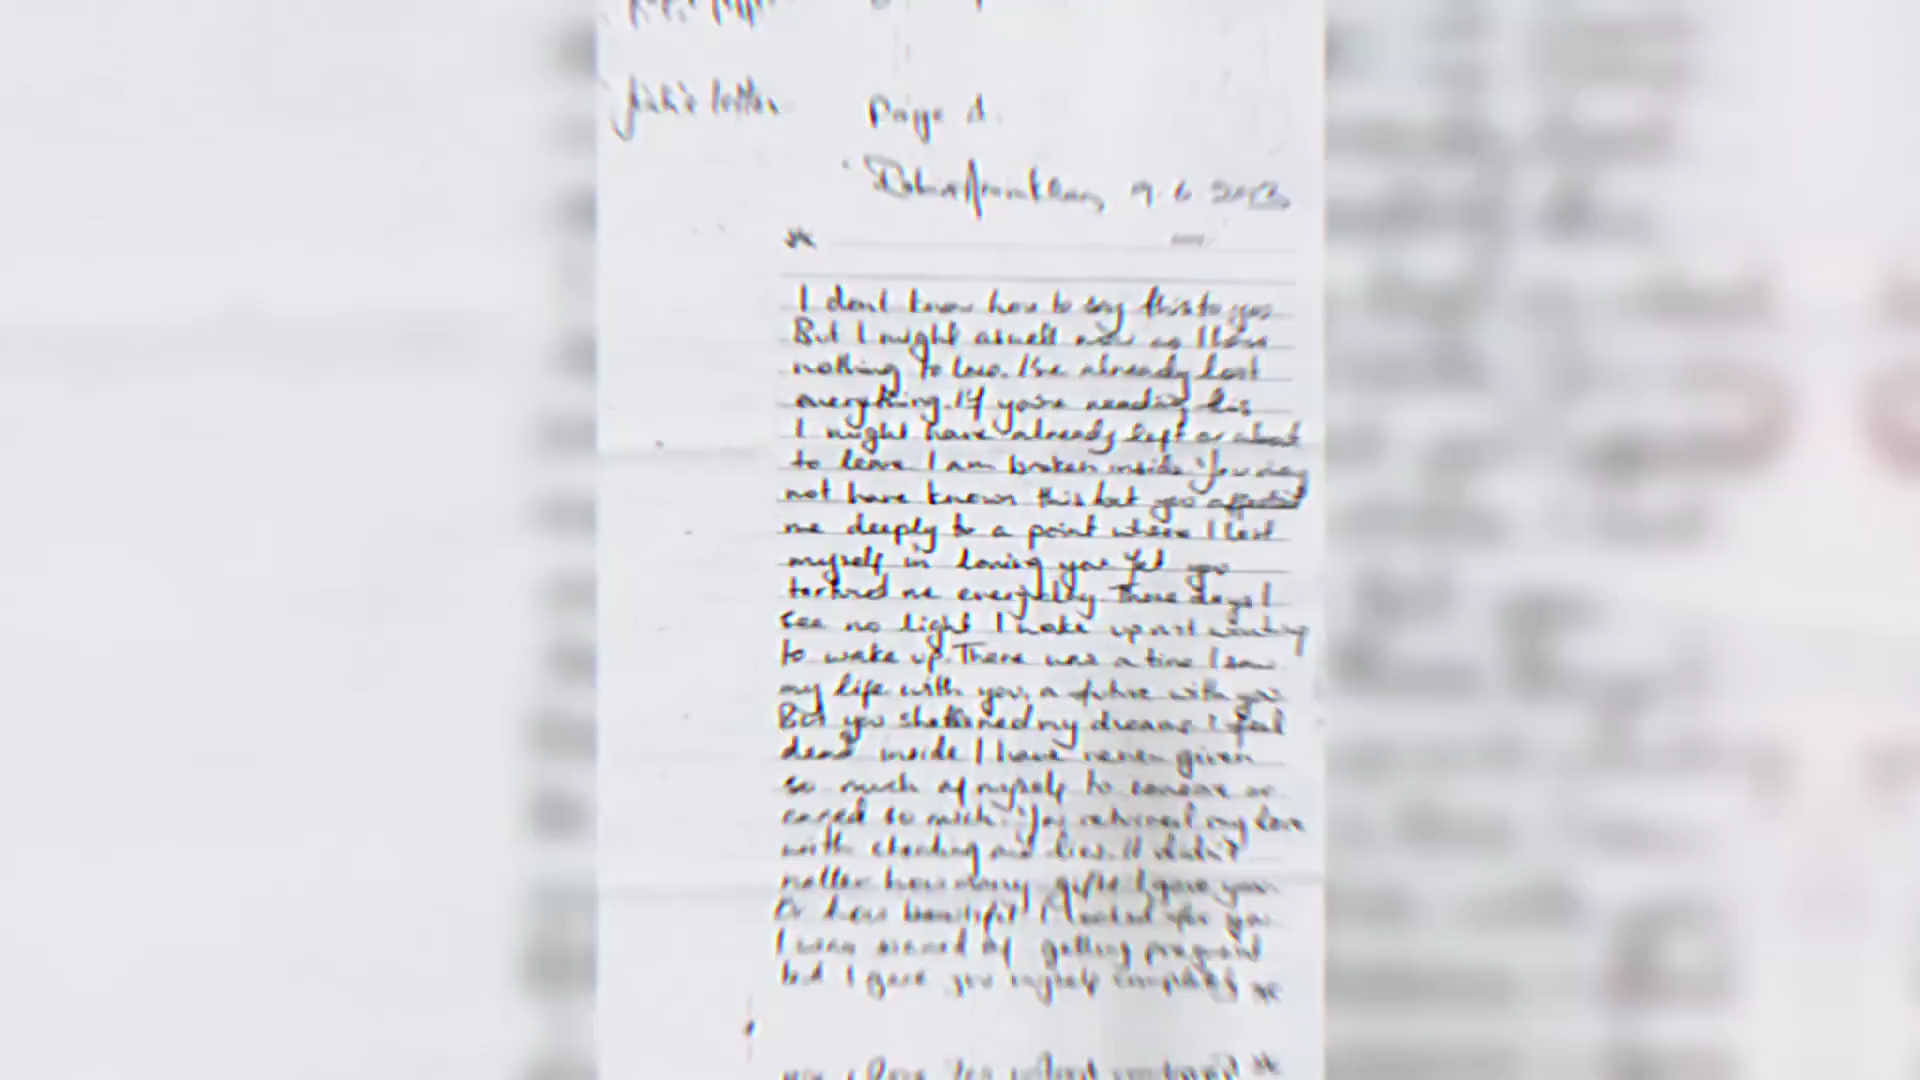 Jiah's letter Page 1.
9.6.2013
I dont know how to say this to you
But I might aswell now as I have
nothing to lose. I've already lost
everything. If you're reading this
I might have already left or about
to leave I am broken inside. You may
not have known this but you affected
me deeply to a point where I lost
myself in loving you Yet you
tortured me everyday These days I
see no light I wake up not wanting
to wake up. There was a time I saw
my life with you, a future with you
But you shattered my dreams. I feel
dead inside I have never given
so much of myself to someone or
cared so much. You returned my love
with cheating and lies. It didn't
matter how many gifts I gave you
Or how beautiful I looked for you
I was scared of getting pregnant
but I gave you myself completely